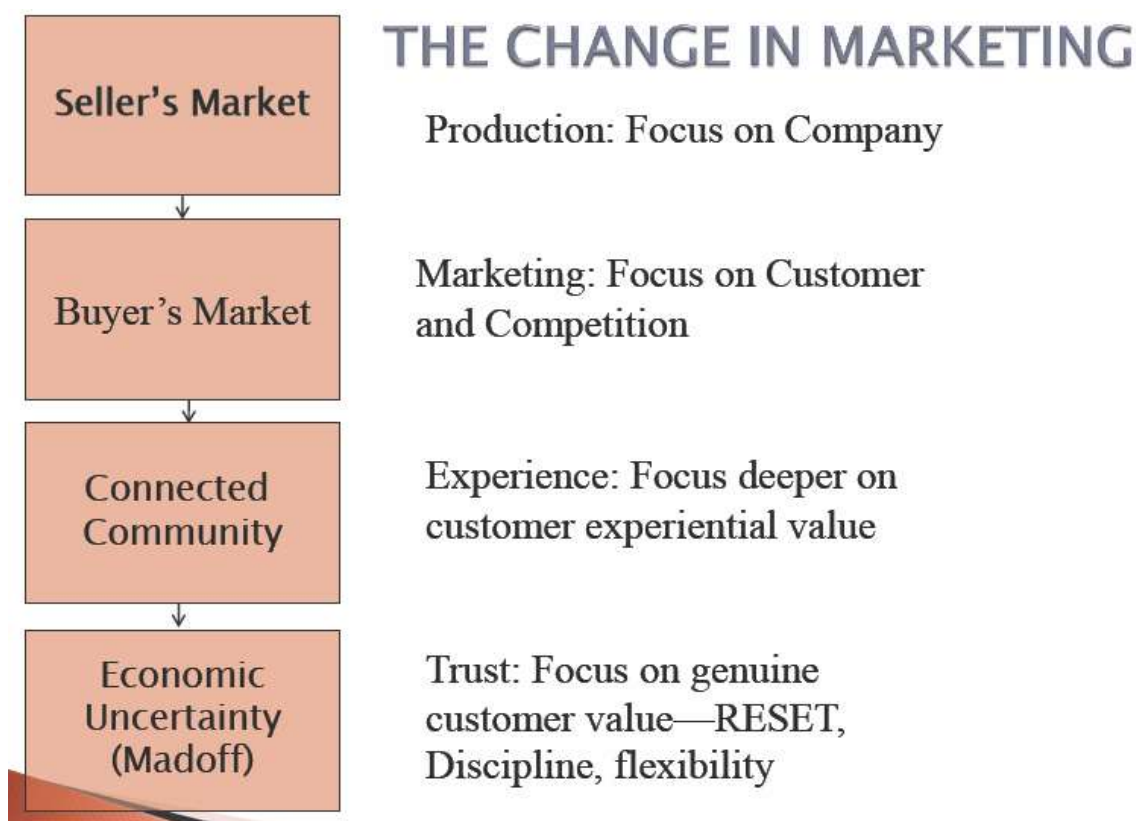 THE CHANGE IN MARKETING
Seller’s Market
Production: Focus on Company
Buyer’s Market
Marketing: Focus on Customer
and Competition
Connected
Community
Experience: Focus deeper on
customer experiential value
Economic
Uncertainty
(Madoff)
Trust: Focus on genuine
customer value—RESET,
Discipline, flexibility